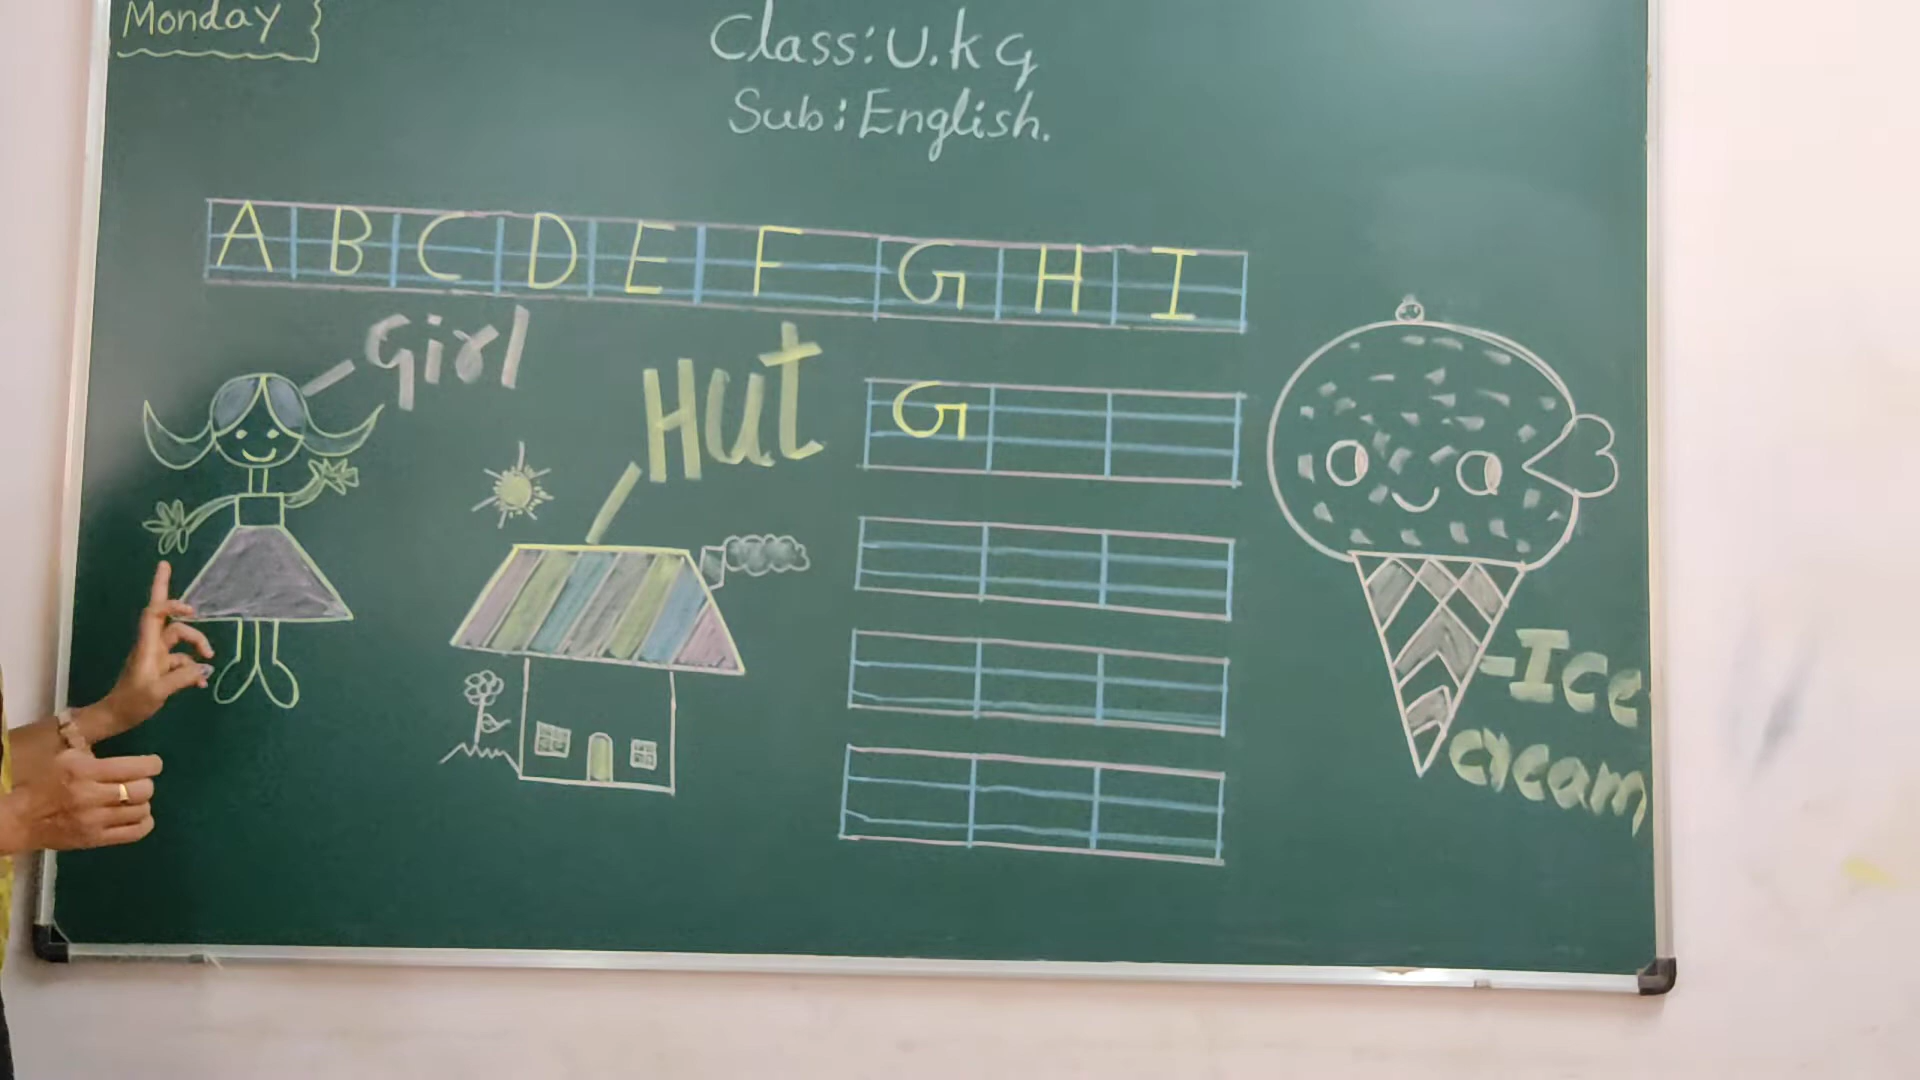 Monday
Class: U.k G
Sub: English.
A B C D E F G H I
Girl
Hut
G
-Ice
cream